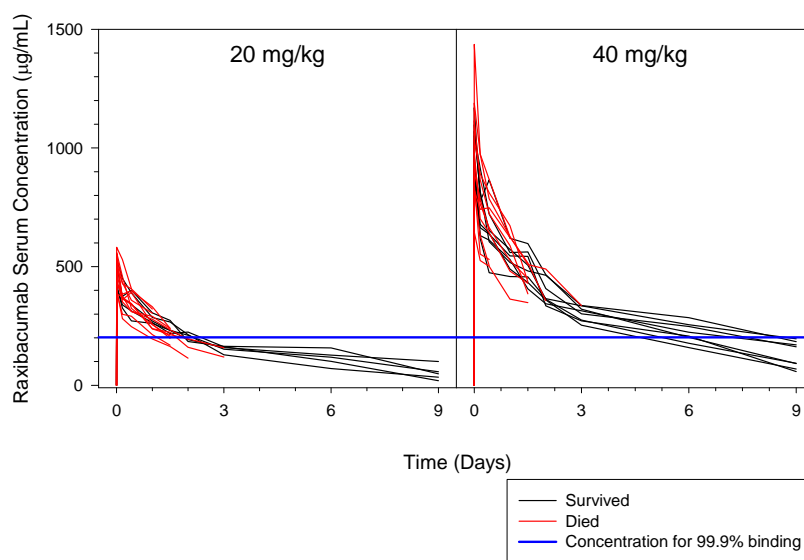 Raxibacumab Serum Concentration (μg/mL)
1500
1000
500
0
20 mg/kg
40 mg/kg
0 3 6 9 0 3 6 9
Time (Days)
Survived
Died
Concentration for 99.9% binding